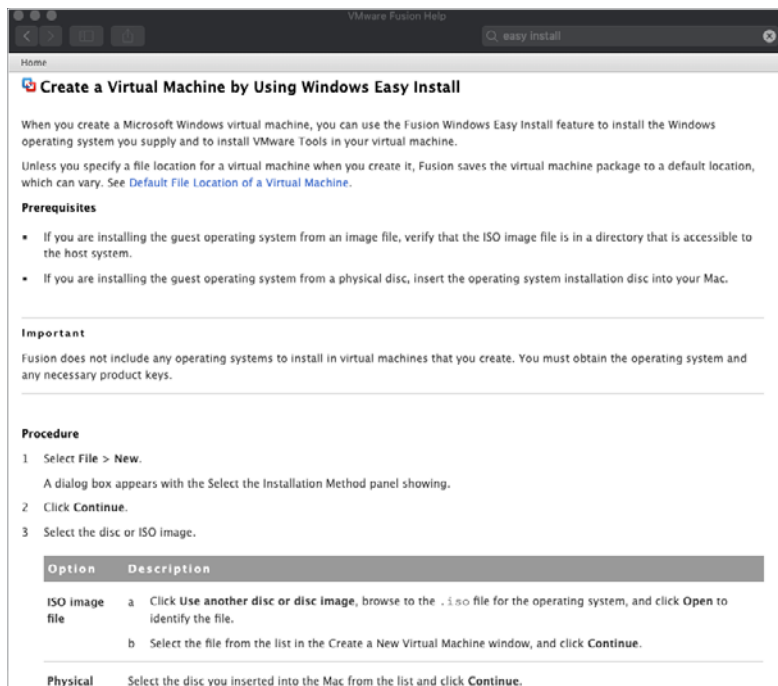 VMware Fusion Help
easy install
Home
Create a Virtual Machine by Using Windows Easy Install
When you create a Microsoft Windows virtual machine, you can use the Fusion Windows Easy Install feature to install the Windows
operating system you supply and to install VMware Tools in your virtual machine.
Unless you specify a file location for a virtual machine when you create it, Fusion saves the virtual machine package to a default location,
which can vary. See Default File Location of a Virtual Machine.
Prerequisites
▪ If you are installing the guest operating system from an image file, verify that the ISO image file is in a directory that is accessible to
the host system.
▪ If you are installing the guest operating system from a physical disc, insert the operating system installation disc into your Mac.
Important
Fusion does not include any operating systems to install in virtual machines that you create. You must obtain the operating system and
any necessary product keys.
Procedure
1 Select File > New.
A dialog box appears with the Select the Installation Method panel showing.
2 Click Continue.
3 Select the disc or ISO image.
Option Description
ISO image a Click Use another disc or disc image, browse to the .iso file for the operating system, and click Open to
file identify the file.
b Select the file from the list in the Create a New Virtual Machine window, and click Continue.
Physical Select the disc you inserted into the Mac from the list and click Continue.